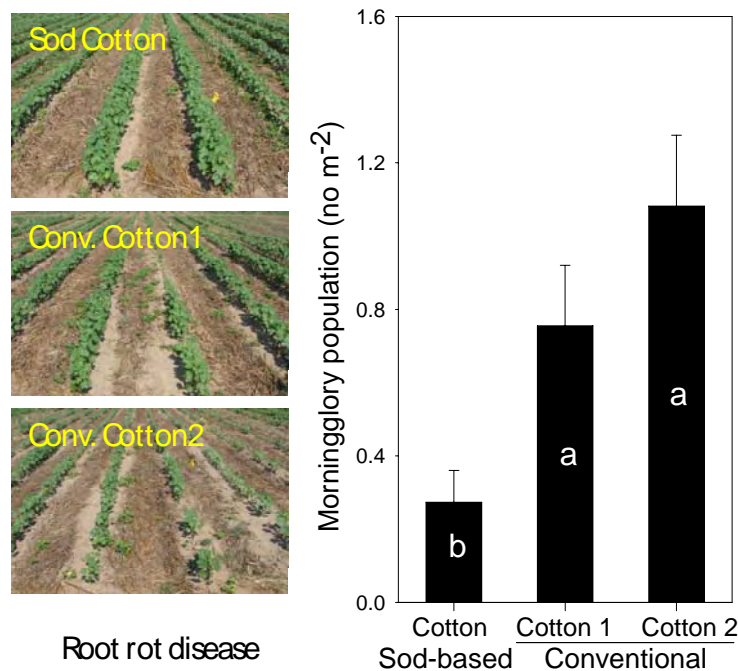 Sod Cotton
Conv. Cotton1
Conv. Cotton2
Root rot disease
Morningglory population (no m-2)
1.6
1.2
0.8
0.4
0.0
b
a
a
Cotton Cotton 1 Cotton 2
Sod-based Conventional